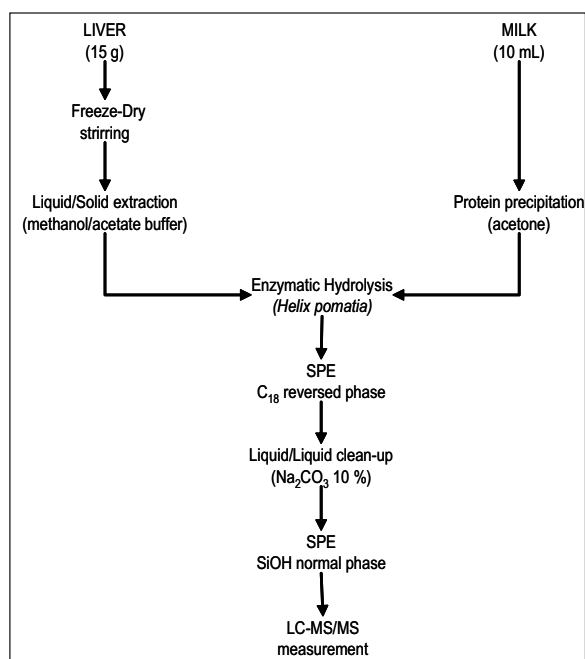 LIVER
(15 g)
MILK
(10 mL)
Freeze-Dry
strirring
Liquid/Solid extraction
(methanol/acetate buffer)
Protein precipitation
(acetone)
Enzymatic Hydrolysis
(Helix pomatia)
SPE
C18 reversed phase
Liquid/Liquid clean-up
(Na2CO3 10 %)
SPE
SiOH normal phase
LC-MS/MS
measurement